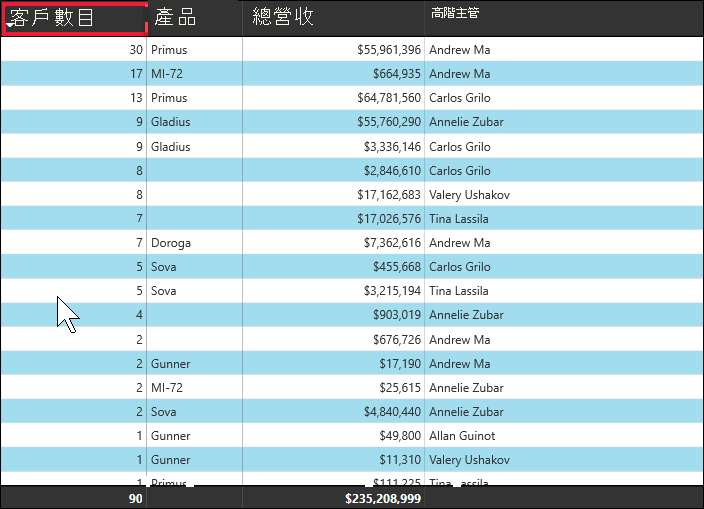 客戶數目 產品 總營收 高階主管
30 Primus $55,961,396 Andrew Ma
17 MI-72 $664,935 Andrew Ma
13 Primus $64,781,560 Carlos Grilo
9 Gladius $55,760,290 Annelie Zubar
9 Gladius $3,336,146 Carlos Grilo
8 $2,846,610 Carlos Grilo
8 $17,162,683 Valery Ushakov
7 $17,026,576 Tina Lassila
7 Doroga $7,362,616 Andrew Ma
5 Sova $455,668 Carlos Grilo
5 Sova $3,215,194 Tina Lassila
4 $903,019 Annelie Zubar
2 $676,726 Andrew Ma
2 Gunner $17,190 Andrew Ma
2 MI-72 $25,615 Annelie Zubar
2 Sova $4,840,440 Annelie Zubar
1 Gunner $49,800 Allan Guinot
1 Gunner $11,310 Valery Ushakov
1 Primus $111,225 Tina Lassila
90 $235,208,999